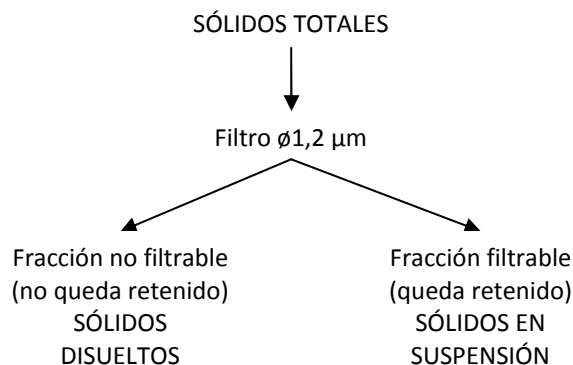 SÓLIDOS TOTALES
Filtro ø1,2 µm
Fracción no filtrable
(no queda retenido)
SÓLIDOS
DISUELTOS
Fracción filtrable
(queda retenido)
SÓLIDOS EN
SUSPENSIÓN